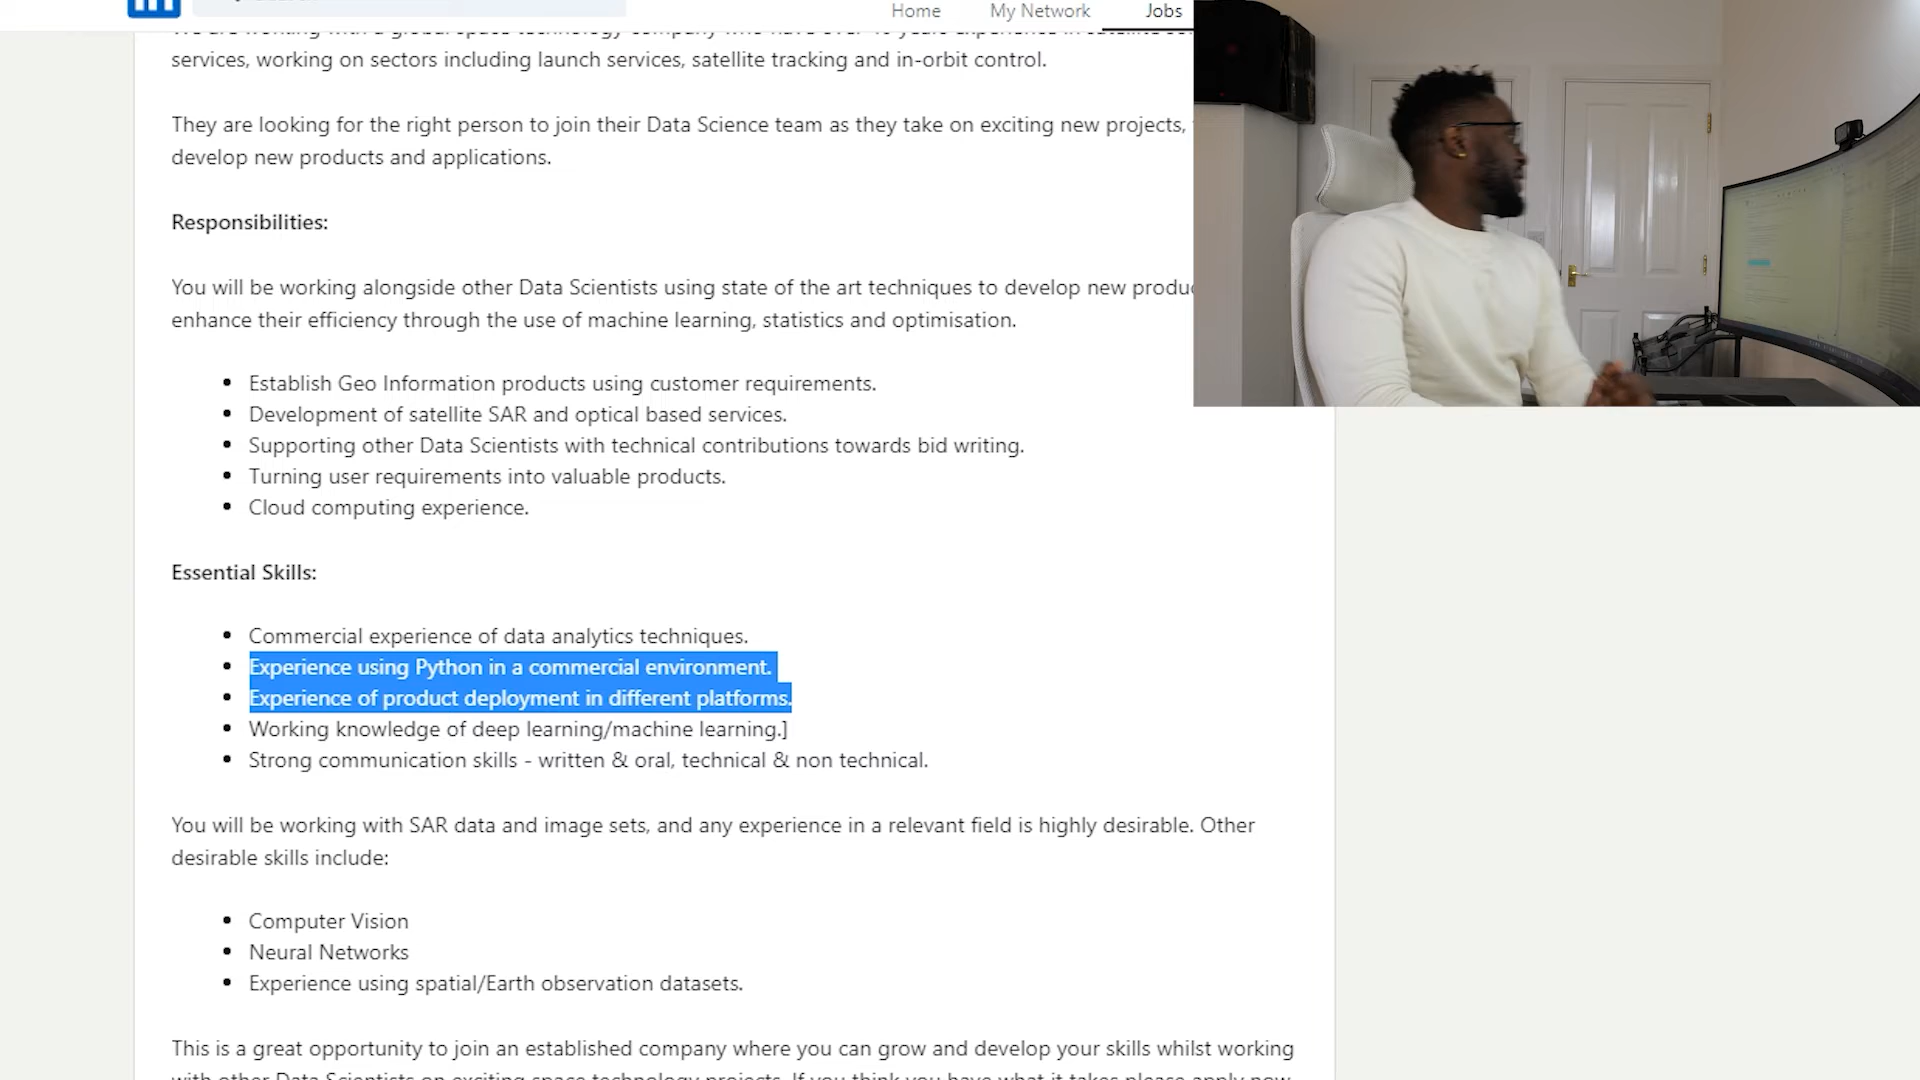 Home
My Network
Jobs
services, working on sectors including launch services, satellite tracking and in-orbit control.
They are looking for the right person to join their Data Science team as they take on exciting new projects,
develop new products and applications.
Responsibilities:
You will be working alongside other Data Scientists using state of the art techniques to develop new
enhance their efficiency through the use of machine learning, statistics and optimisation.
• Establish Geo Information products using customer requirements.
• Development of satellite SAR and optical based services.
• Supporting other Data Scientists with technical contributions towards bid writing.
• Turning user requirements into valuable products.
• Cloud computing experience.
Essential Skills:
• Commercial experience of data analytics techniques.
• Experience using Python in a commercial environment.
• Experience of product deployment in different platforms.
• Working knowledge of deep learning/machine learning.]
• Strong communication skills - written & oral, technical & non technical.
You will be working with SAR data and image sets, and any experience in a relevant field is highly desirable. Other
desirable skills include:
• Computer Vision
• Neural Networks
• Experience using spatial/Earth observation datasets.
This is a great opportunity to join an established company where you can grow and develop your skills whilst working